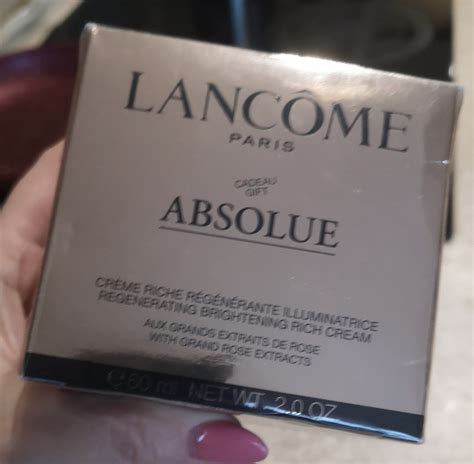 LANCÔME
PARIS
CADEAU
GIFT
ABSOLUE
CRÈME RICHE RÉGÉNÉRANTE ILLUMINATRICE
REGENERATING BRIGHTENING RICH CREAM
AUX GRANDS EXTRAITS DE ROSE
WITH GRAND ROSE EXTRACTS
℮ 60 ml NET WT. 2.0 OZ